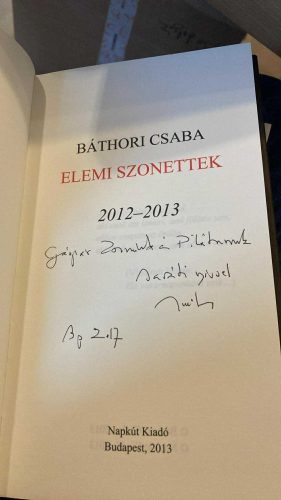 BÁTHORI CSABA
ELEMI SZONETTEK
2012–2013
baráti szívvel
Bp 2017
Napkút Kiadó
Budapest, 2013